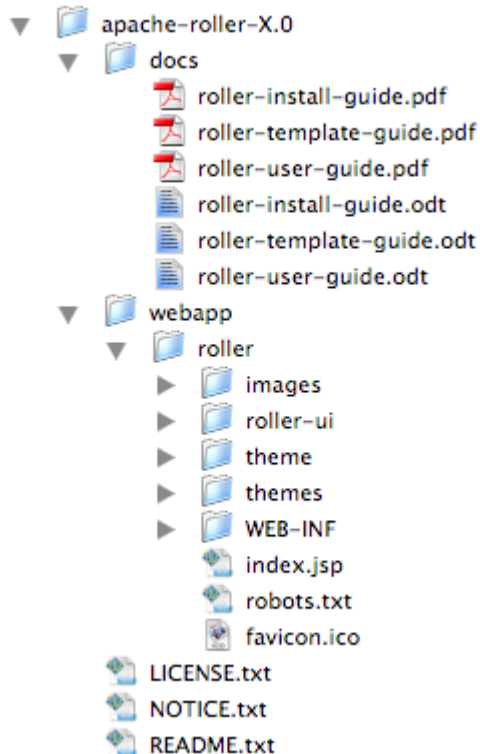 apache-roller-X.0
docs
roller-install-guide.pdf
roller-template-guide.pdf
roller-user-guide.pdf
roller-install-guide.odt
roller-template-guide.odt
roller-user-guide.odt
webapp
roller
images
roller-ui
theme
themes
WEB-INF
index.jsp
robots.txt
favicon.ico
LICENSE.txt
NOTICE.txt
README.txt